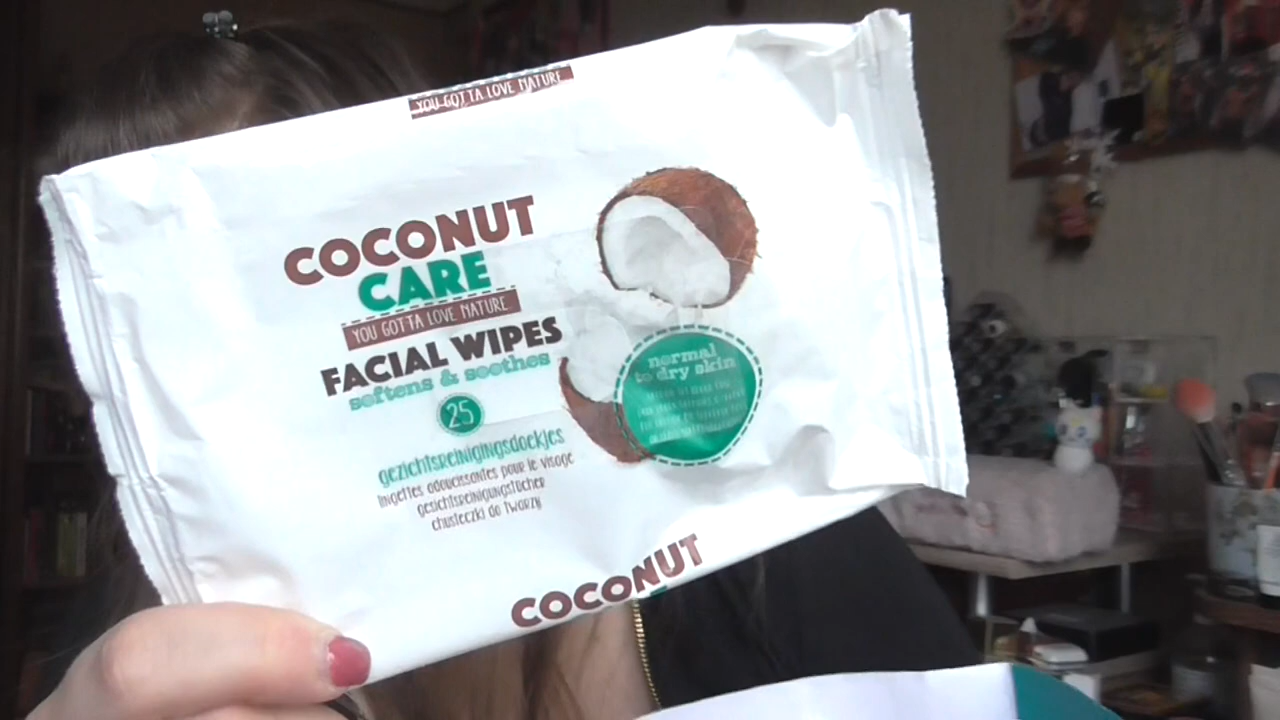 YOU GOTTA LOVE NATURE
COCONUT
CARE
YOU GOTTA LOVE NATURE
FACIAL WIPES
softens & soothes
25
gezichtsreinigingsdoekjes
lingettes adoucissantes pour le visage
gesichtsreinigungstücher
chusteczki do twarzy
normal
to dry skin
COCONUT